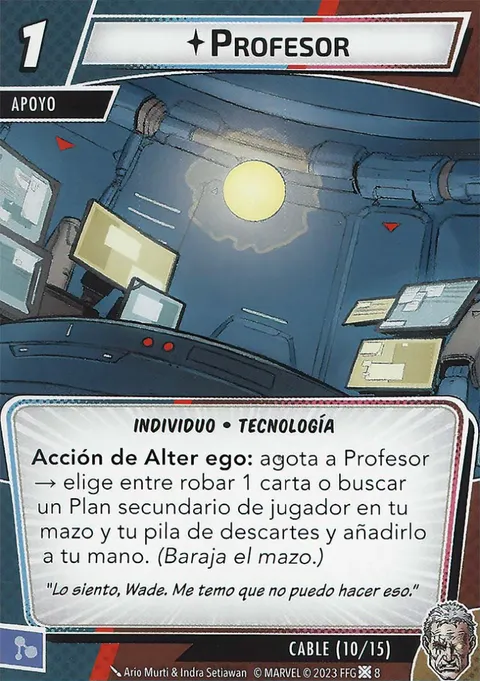 1
PROFESOR
APOYO
INDIVIDUO • TECNOLOGÍA
Acción de Alter ego: agota a Profesor
→ elige entre robar 1 carta o buscar
un Plan secundario de jugador en tu
mazo y tu pila de descartes y añadirlo
a tu mano. (Baraja el mazo.)
"Lo siento, Wade. Me temo que no puedo hacer eso."
CABLE (10/15)
Ario Murti & Indra Setiawan © MARVEL © 2023 FFG 8